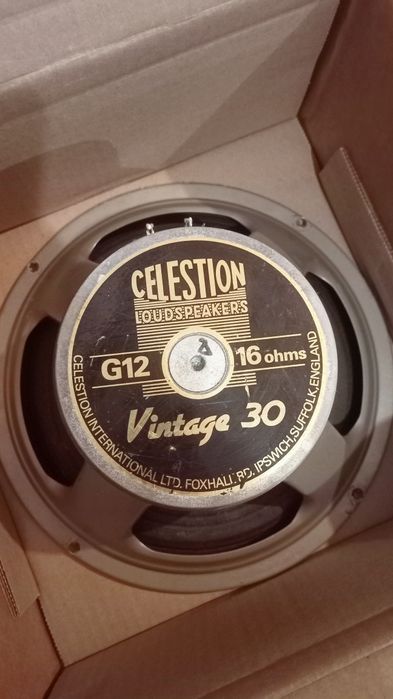 CELESTION
LOUDSPEAKERS
G12 16 ohms
Vintage 30
CELESTION INTERNATIONAL LTD. FOXHALL RD. IPSWICH, SUFFOLK, ENGLAND